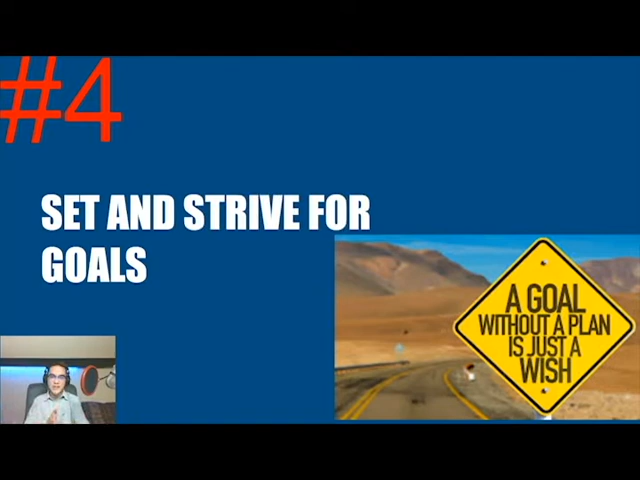 #4
SET AND STRIVE FOR
GOALS
A GOAL
WITHOUT A PLAN
IS JUST A
WISH